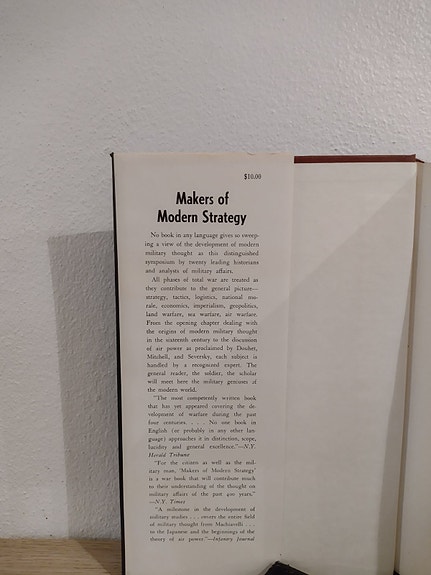 $10.00
Makers of
Modern Strategy
No book in any language gives so sweep-
ing a view of the development of modern
military thought as this distinguished
symposium by twenty leading historians
and analysts of military affairs.
All phases of total war are treated as
they contribute to the general picture—
strategy, tactics, logistics, national mo-
rale, economics, imperialism, geopolitics,
land warfare, sea warfare, air warfare.
From the opening chapter dealing with
the origins of modern military thought
in the sixteenth century to the discussion
of air power as proclaimed by Douhet,
Mitchell, and Seversky, each subject is
handled by a recognized expert. The
general reader, the soldier, the scholar
will meet here the military geniuses of
the modern world.
"The most competently written book
that has yet appeared covering the de-
velopment of warfare during the past
four centuries . . . No one book in
English (or probably in any other lan-
guage) approaches it in distinction, scope,
lucidity and general excellence."—N.Y.
Herald Tribune
"For the citizen as well as the mil-
itary man, 'Makers of Modern Strategy'
is a war book that will contribute much
to their understanding of the thought on
military affairs of the past 400 years."
—N.Y. Times
"A milestone in the development of
military studies . . . covers the entire field
of military thought from Machiavelli . . .
to the Japanese and the beginnings of the
theory of air power."—Infantry Journal